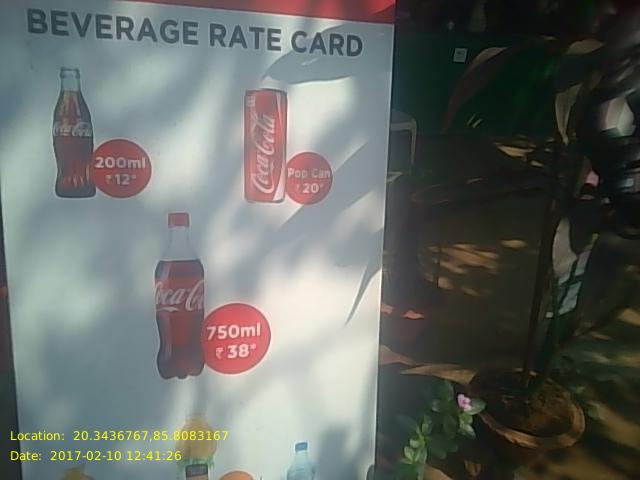 BEVERAGE RATE CARD
Coca-Cola
200ml
₹ 12*
Coca-Cola
Pop Can
₹ 20*
Coca-Cola
750ml
₹ 38*
Location: 20.3436767,85.8083167
Date: 2017-02-10 12:41:26